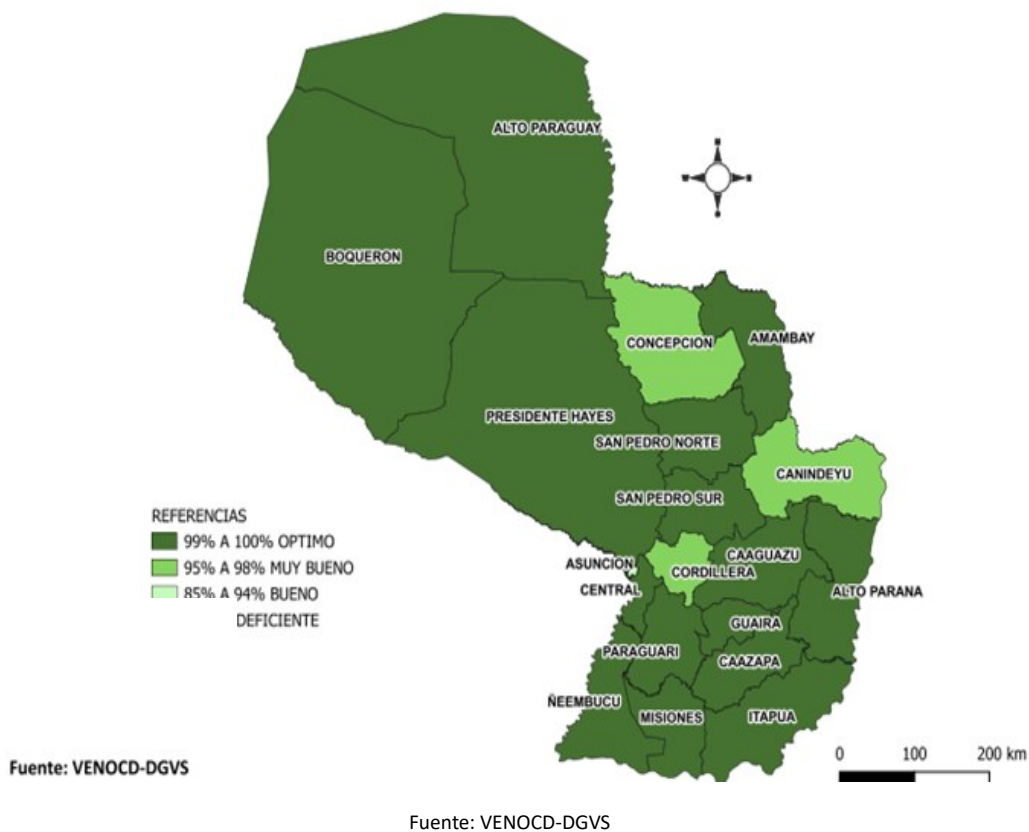 ALTO PARAGUAY
BOQUERON
CONCEPCION
AMAMBAY
PRESIDENTE HAYES
SAN PEDRO NORTE
CANINDEYU
SAN PEDRO SUR
REFERENCIAS
99% A 100% OPTIMO
95% A 98% MUY BUENO
85% A 94% BUENO
DEFICIENTE
ASUNCION
CAAGUAZU
CORDILLERA
CENTRAL
ALTO PARANA
GUAIRA
PARAGUARI
CAAZAPA
ÑEEMBUCU
MISIONES
ITAPUA
0 100 200 km
Fuente: VENOCD-DGVS
Fuente: VENOCD-DGVS